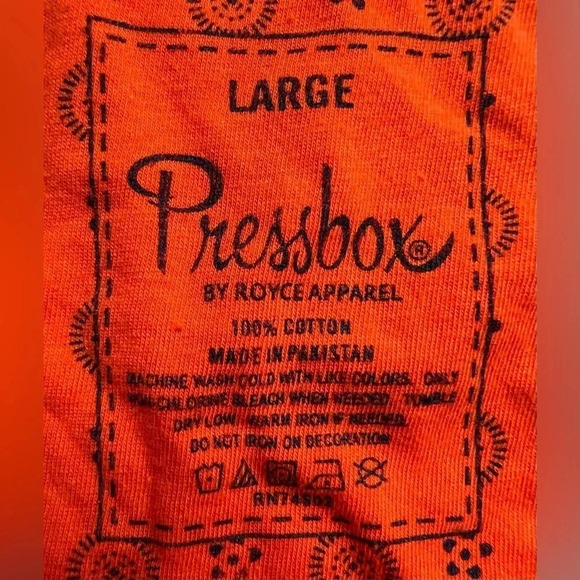 LARGE
Pressbox®
BY ROYCE APPAREL
100% COTTON
MADE IN PAKISTAN
MACHINE WASH COLD WITH LIKE COLORS. ONLY
NON-CHLORINE BLEACH WHEN NEEDED. TUMBLE
DRY LOW. WARM IRON IF NEEDED.
DO NOT IRON ON DECORATION